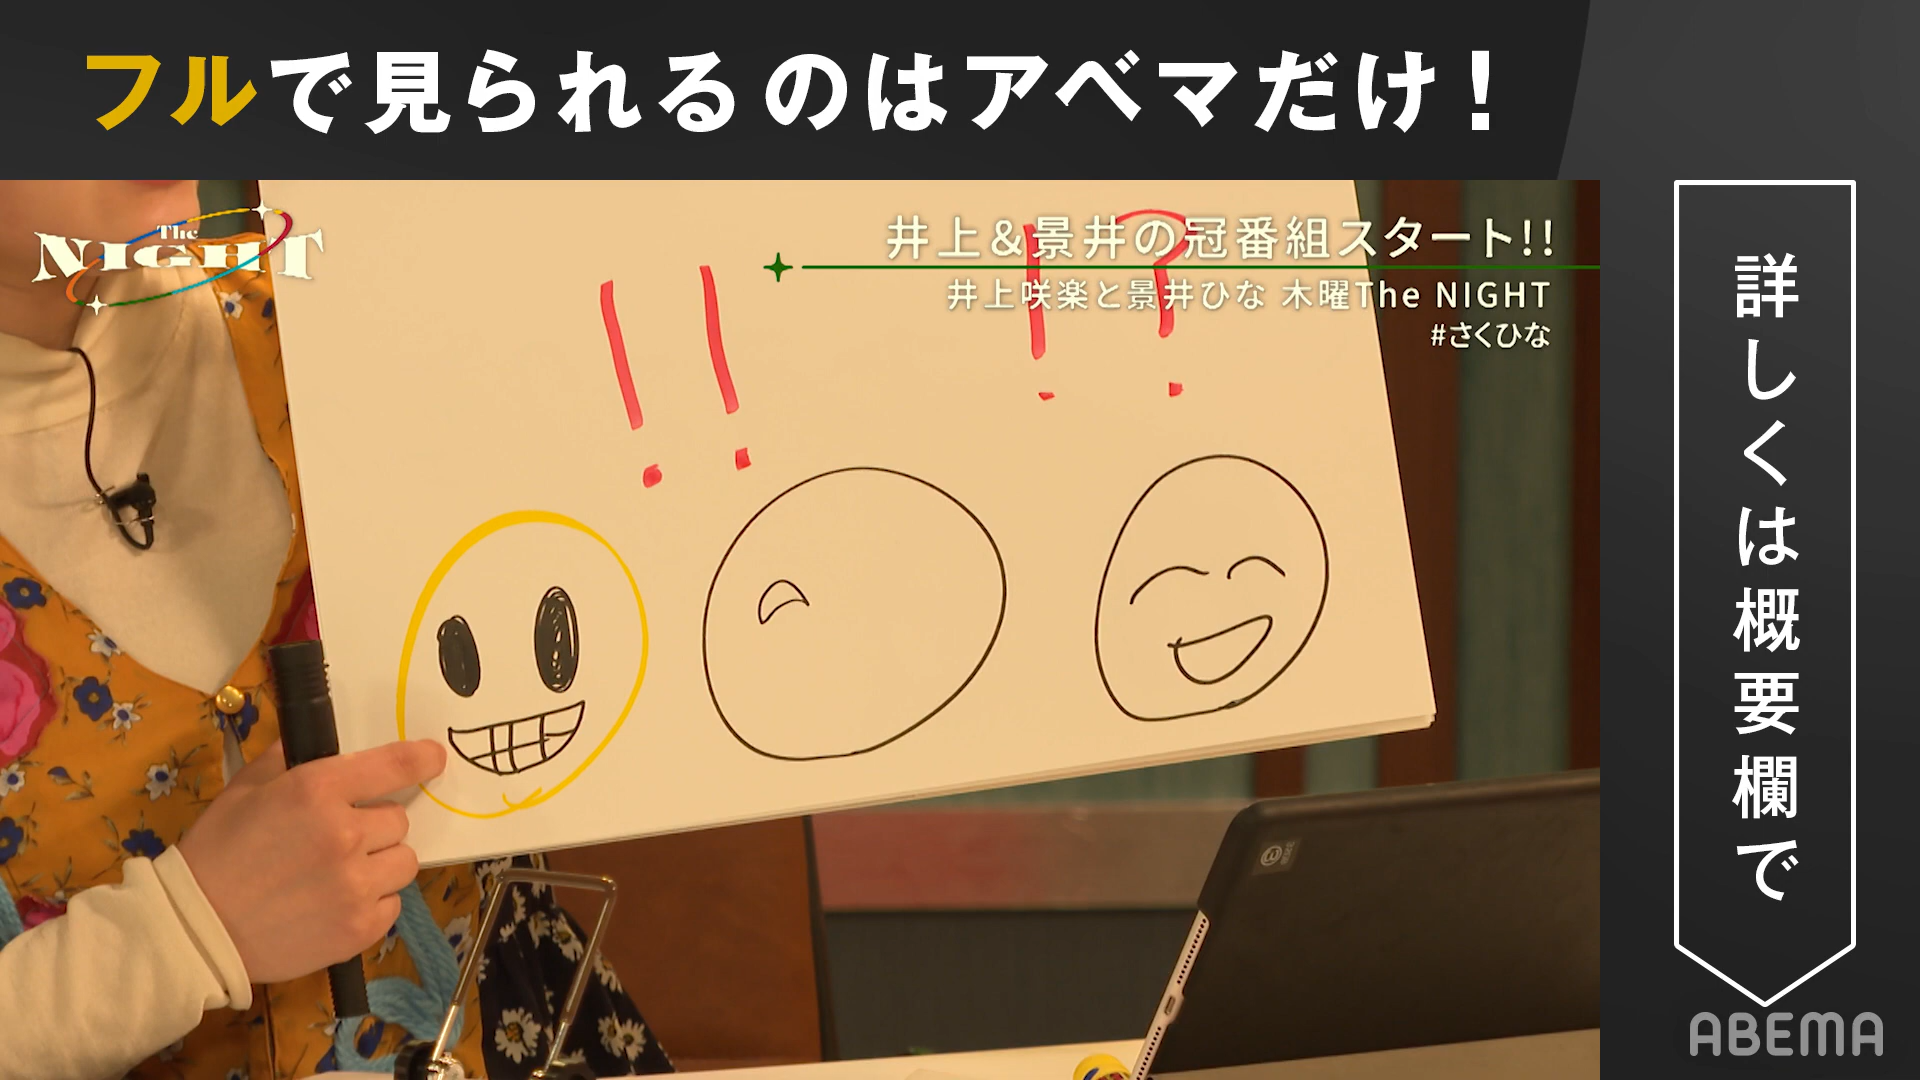 フルで見られるのはアベマだけ！
The
NIGHT
井上＆景井の冠番組スタート!!
井上咲楽と景井ひな 木曜The NIGHT
#さくひな
!! !?
詳しくは概要欄で
ABEMA